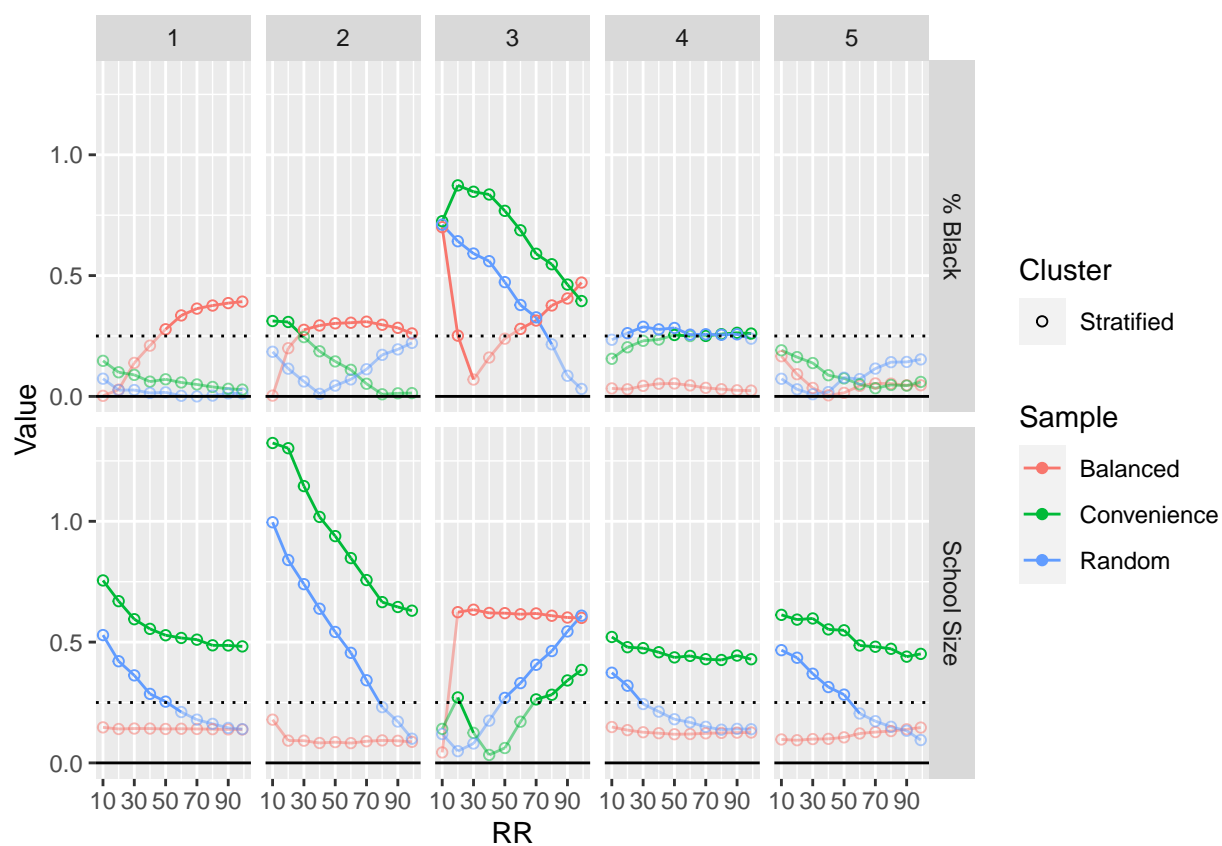 1 2 3 4 5
% Black
1.0
0.5
0.0
Value
School Size
1.0
0.5
0.0
10 30 50 70 90 10 30 50 70 90 10 30 50 70 90 10 30 50 70 90 10 30 50 70 90
RR
Cluster
Stratified
Sample
Balanced
Convenience
Random